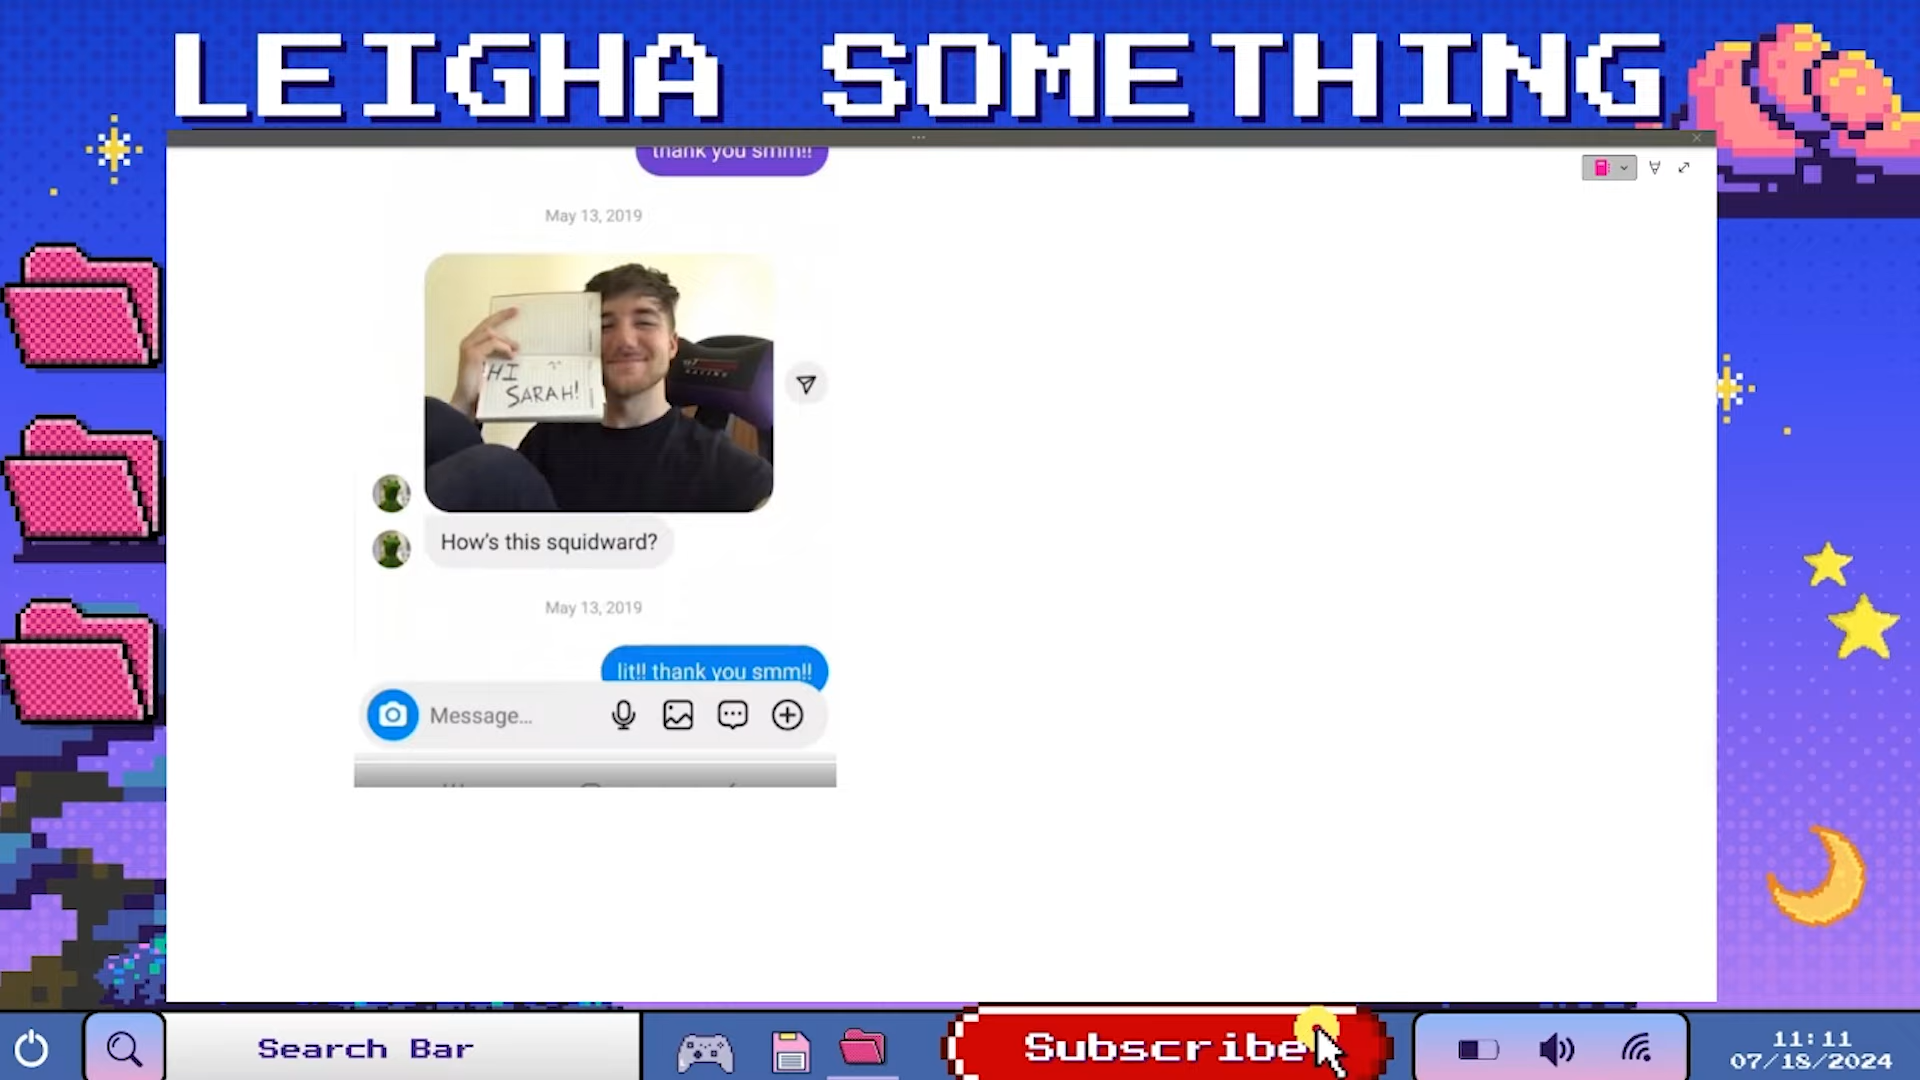 LEIGHA SOMETHING
thank you smm!!
May 13, 2019
HI
SARAH!
RACING
How's this squidward?
May 13, 2019
lit!! thank you smm!!
Message...
Search Bar
Subscribe
11:11
07/18/2024